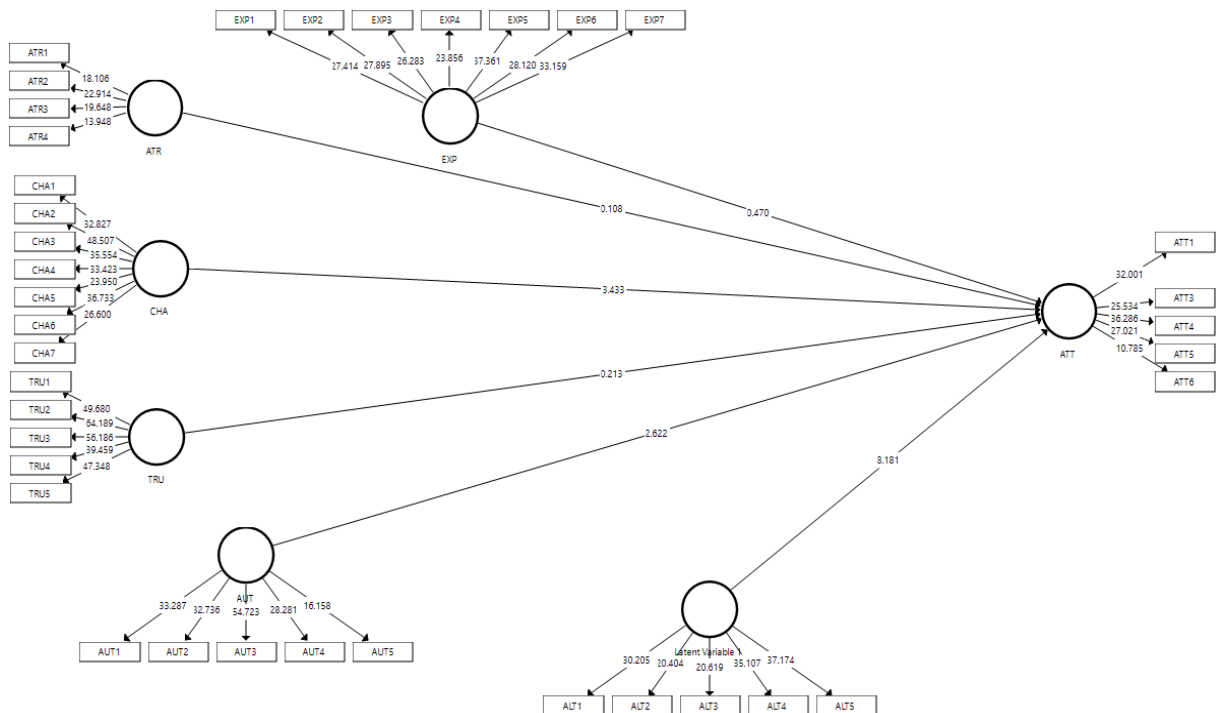 EXP1 EXP2 EXP3 EXP4 EXP5 EXP6 EXP7
27.414 27.895 26.283 23.856 37.361 28.120 33.159
EXP
ATR1
ATR2
ATR3
ATR4
18.106
22.914
19.648
13.948
ATR
0.108
0.470
CHA1
CHA2
CHA3
CHA4
CHA5
CHA6
CHA7
32.827
48.507
35.554
33.423
23.950
36.733
26.600
CHA
3.433
ATT1
ATT3
ATT4
ATT5
ATT6
32.001
25.534
36.286
27.021
10.785
ATT
TRU1
TRU2
TRU3
TRU4
TRU5
49.680
64.189
56.186
39.459
47.348
TRU
0.213
2.622
8.181
AUT
33.287 32.736 54.723 28.281 16.158
AUT1 AUT2 AUT3 AUT4 AUT5
Latent Variable 1
30.205 20.404 20.619 35.107 37.174
ALT1 ALT2 ALT3 ALT4 ALT5